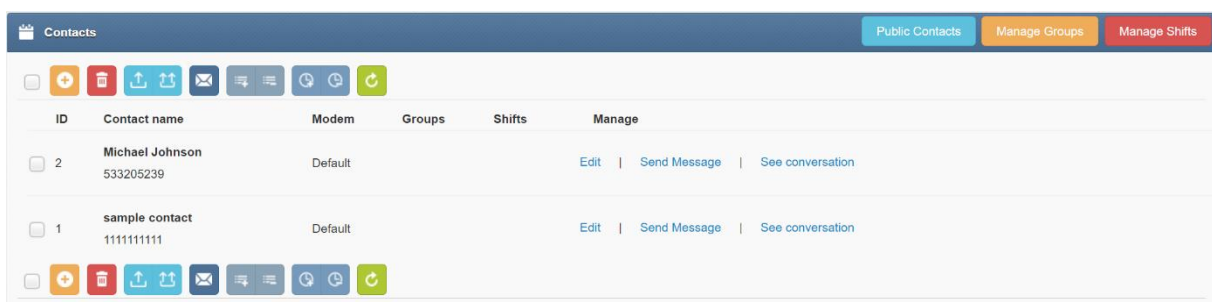 Contacts Public Contacts Manage Groups Manage Shifts
ID Contact name Modem Groups Shifts Manage
Michael Johnson
2 Default Edit | Send Message | See conversation
533205239
sample contact
1 Default Edit | Send Message | See conversation
1111111111